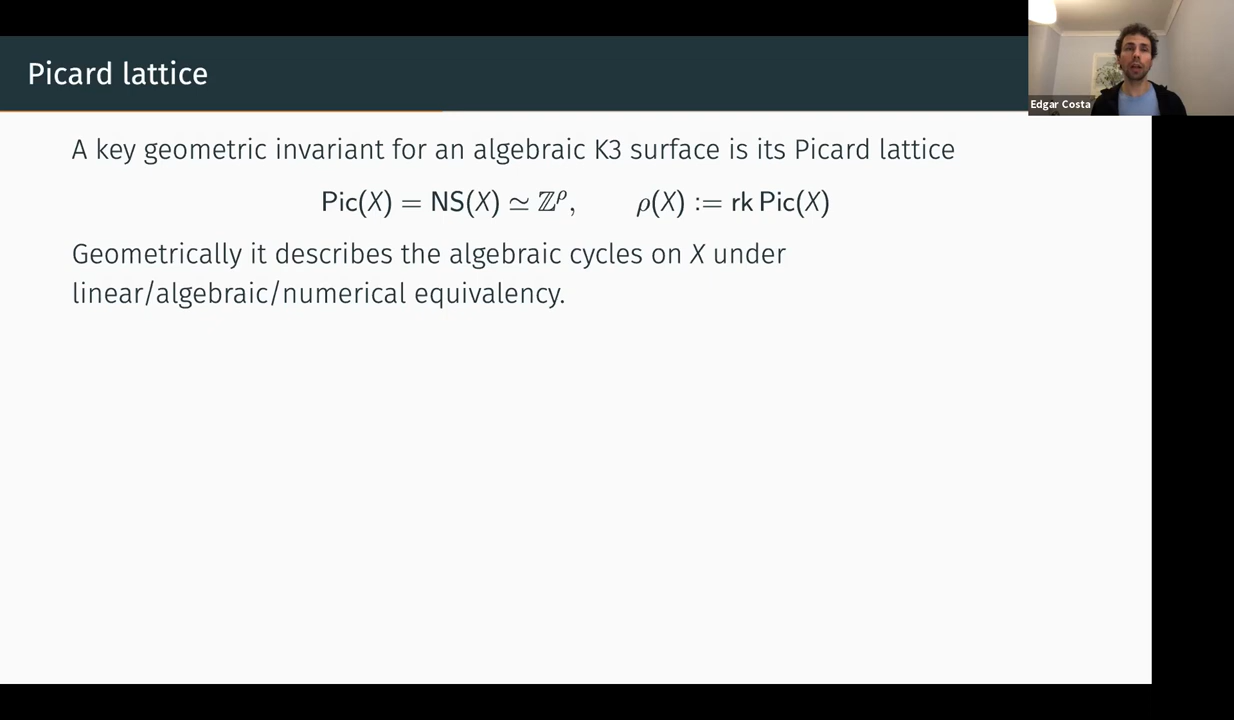 Picard lattice
Edgar Costa
A key geometric invariant for an algebraic K3 surface is its Picard lattice
Pic(X) = NS(X) ≃ ℤ^ρ, ρ(X) := rk Pic(X)
Geometrically it describes the algebraic cycles on X under
linear/algebraic/numerical equivalency.